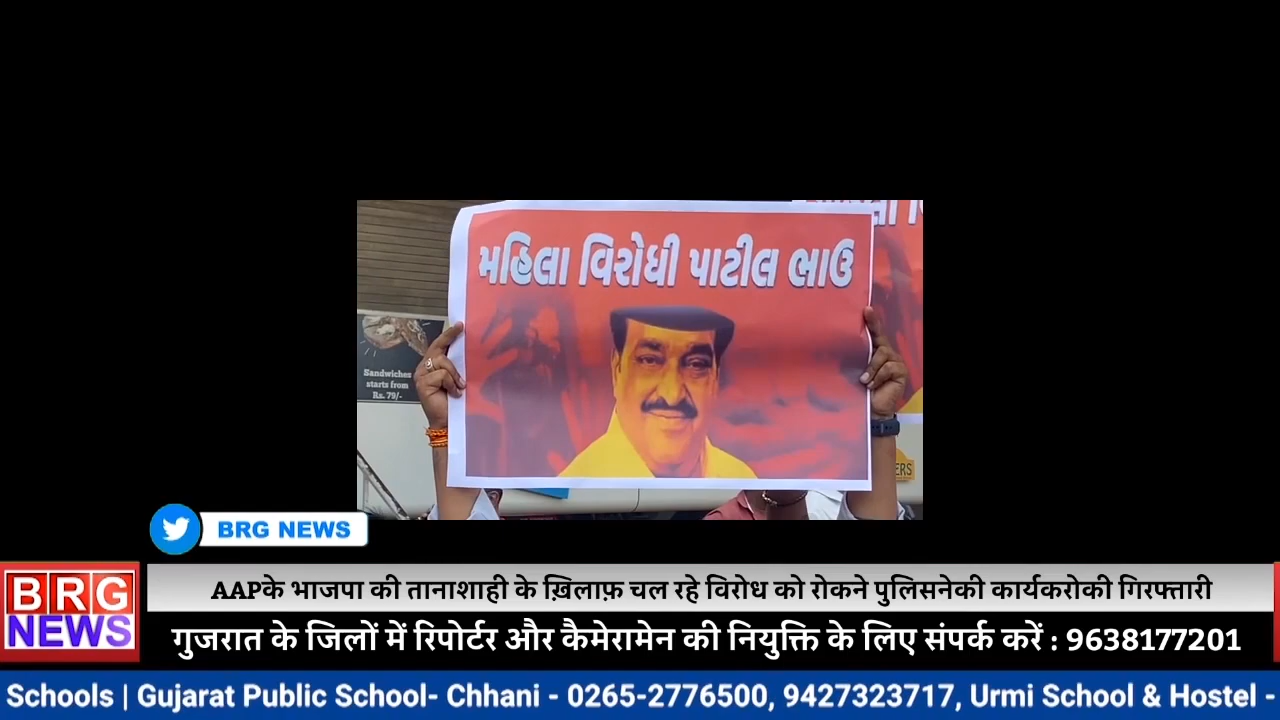 મહિલા વિરોધી પાટીલ ભાઉ
Sandwiches
starts from
Rs. 79/-
ERS
BRG NEWS
BRG
NEWS
AAPके भाजपा की तानाशाही के ख़िलाफ़ चल रहे विरोध को रोकने पुलिसनेकी कार्यकरोकी गिरफ्तारी
गुजरात के जिलों में रिपोर्टर और कैमेरामेन की नियुक्ति के लिए संपर्क करें : 9638177201
Schools | Gujarat Public School- Chhani - 0265-2776500, 9427323717, Urmi School & Hostel -